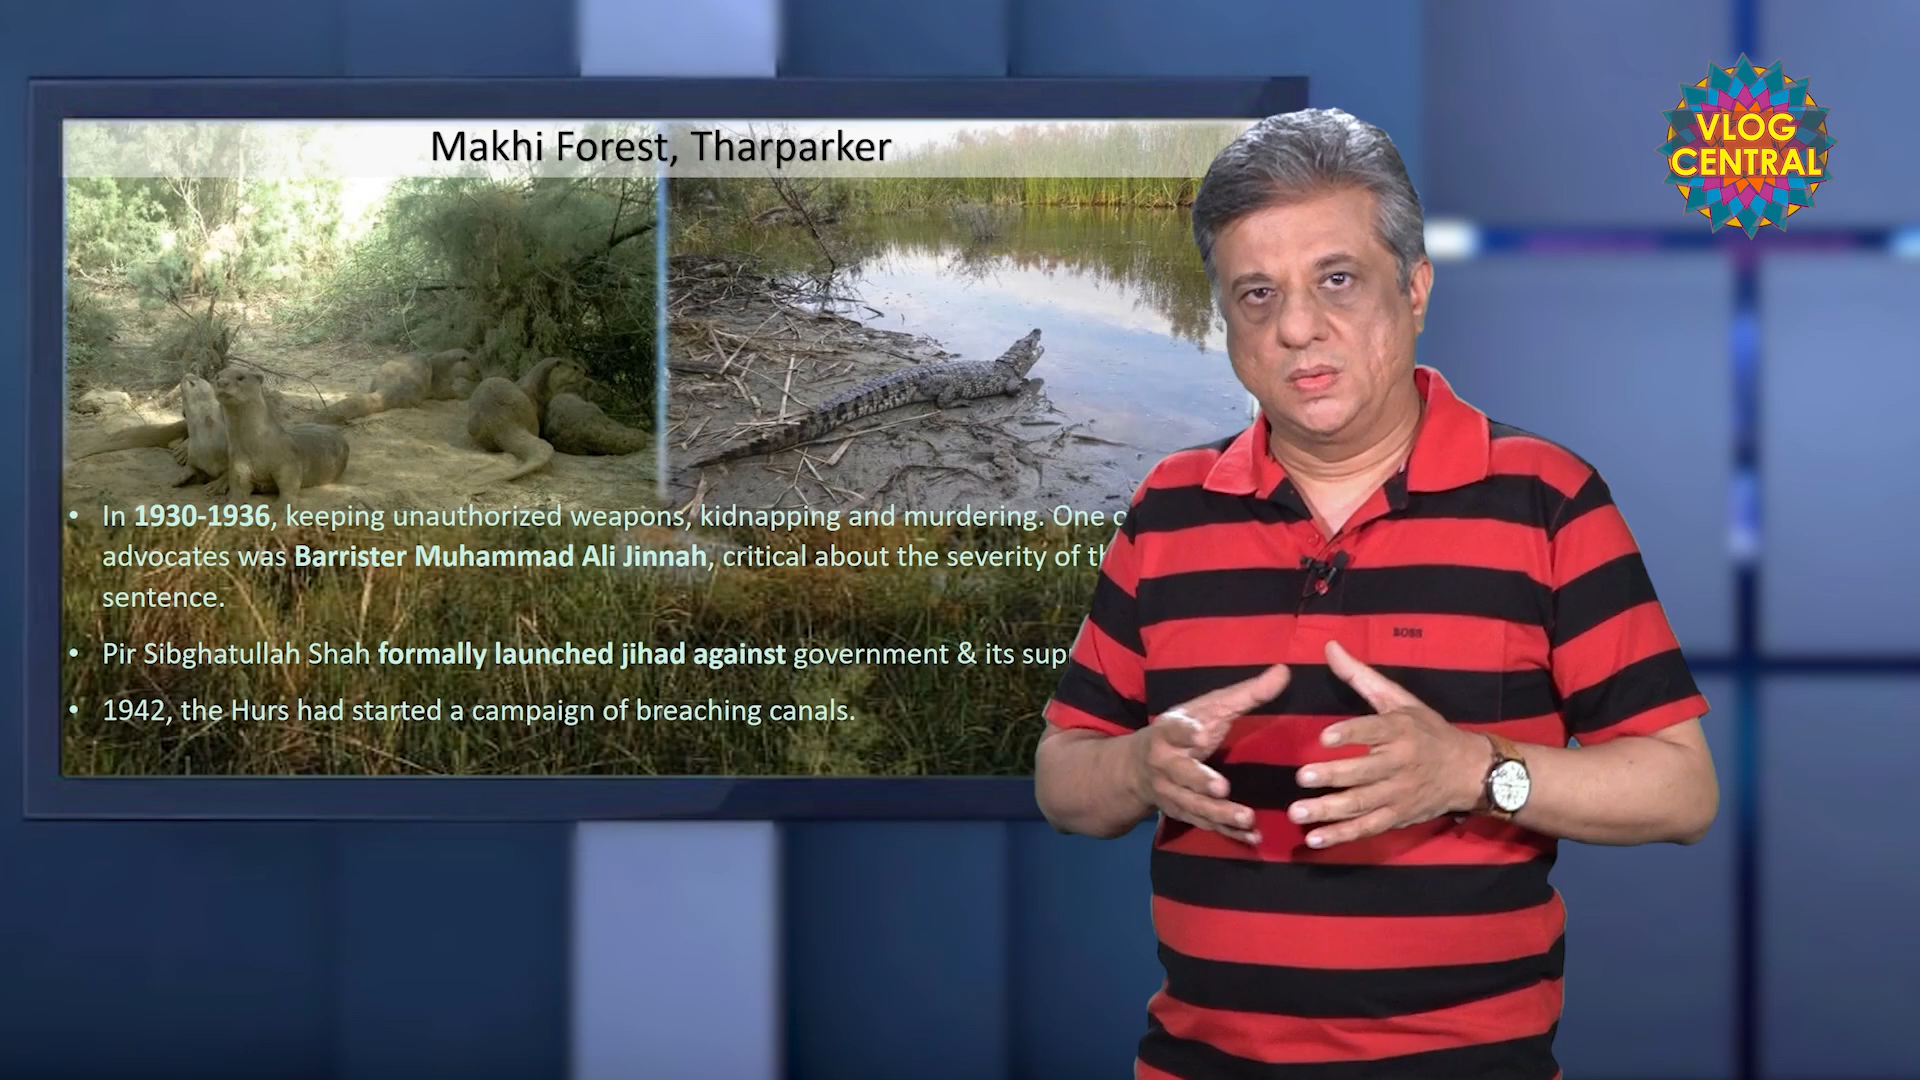 VLOG
CENTRAL
Makhi Forest, Tharparker
• In 1930-1936, keeping unauthorized weapons, kidnapping and murdering. One
advocates was Barrister Muhammad Ali Jinnah, critical about the severity of
sentence.
• Pir Sibghatullah Shah formally launched jihad against government & its
• 1942, the Hurs had started a campaign of breaching canals.
BOSS